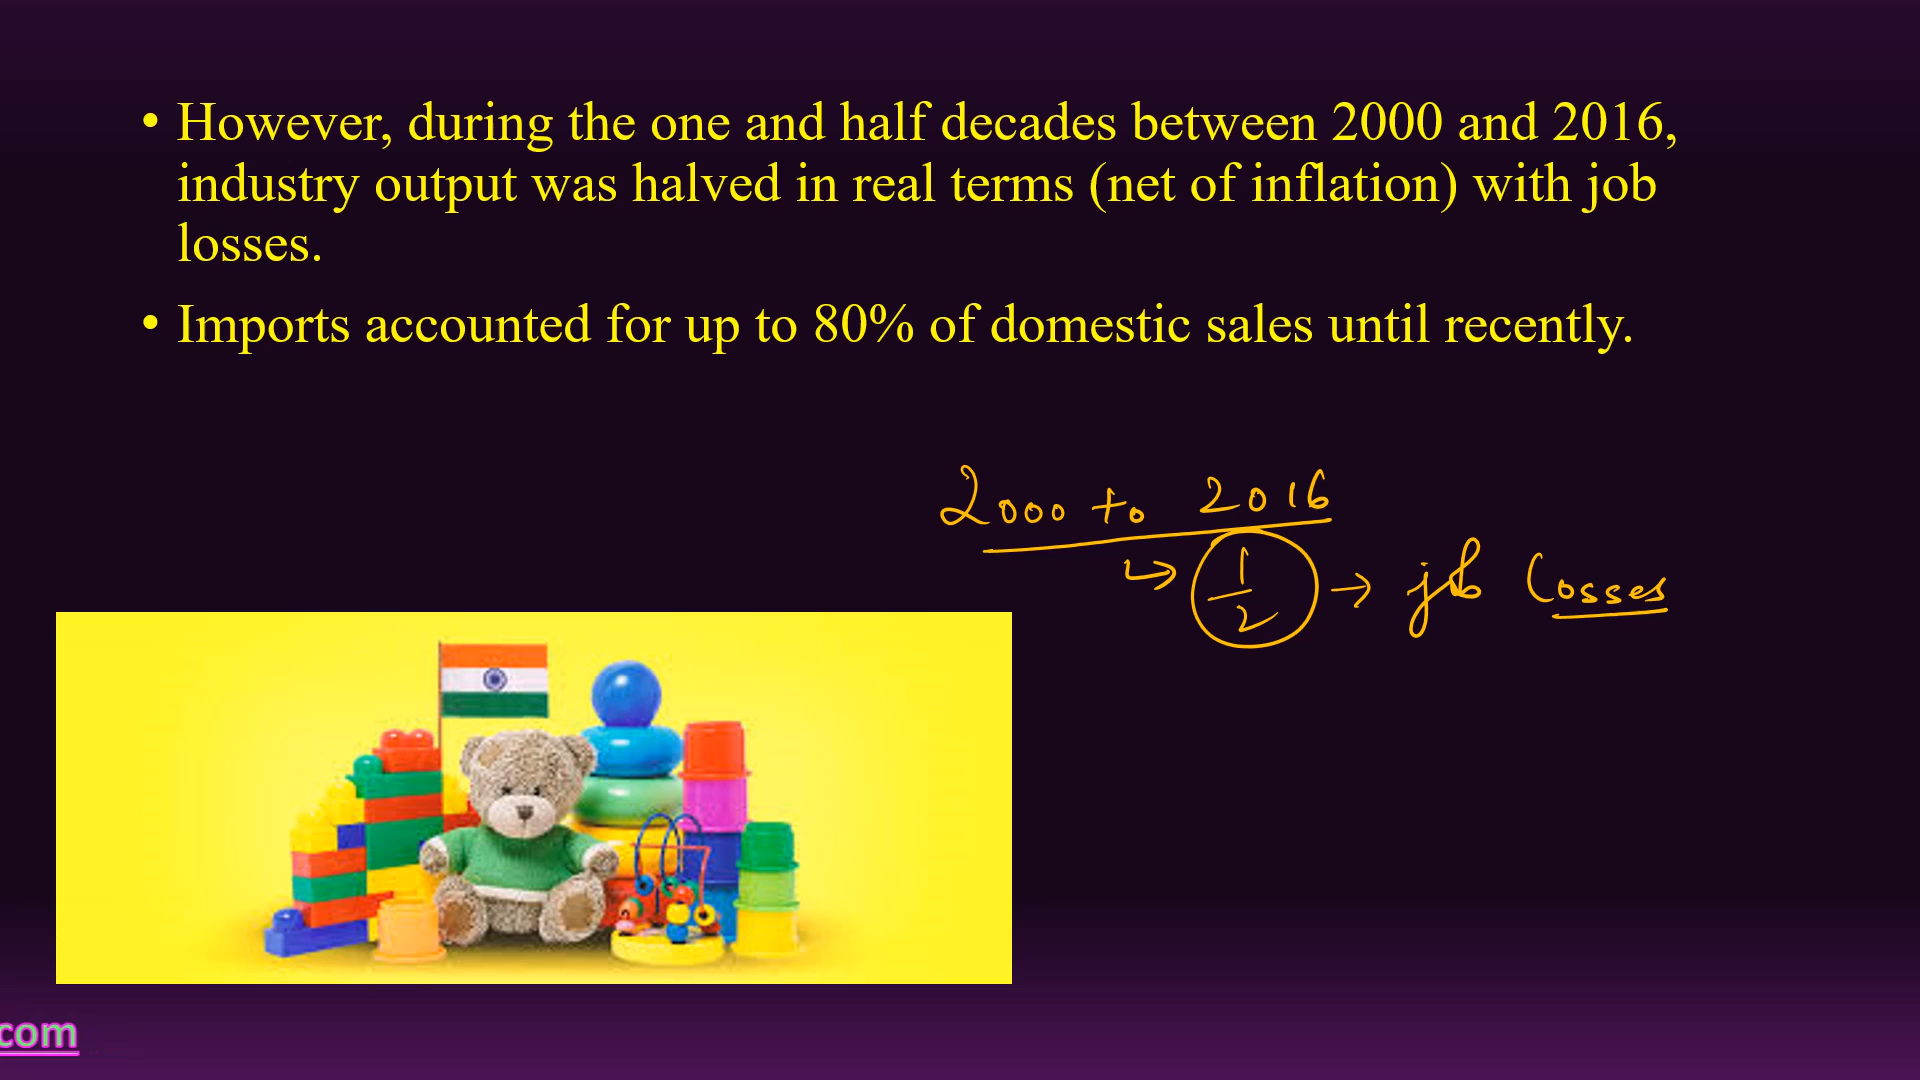 • However, during the one and half decades between 2000 and 2016,
industry output was halved in real terms (net of inflation) with job
losses.
• Imports accounted for up to 80% of domestic sales until recently.
2000 to 2016
↳ 1/2 → job losses
com